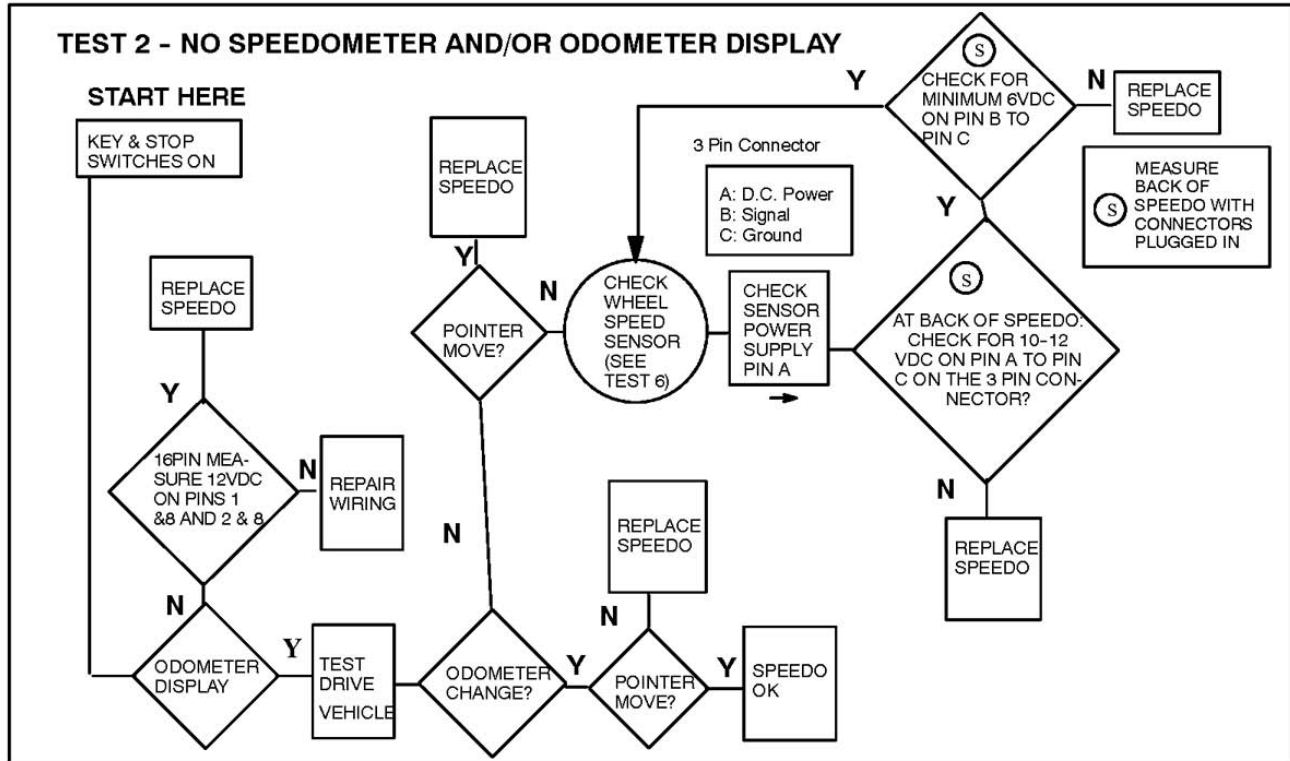 TEST 2 - NO SPEEDOMETER AND/OR ODOMETER DISPLAY
START HERE
KEY & STOP
SWITCHES ON
REPLACE
SPEEDO
Y
16PIN MEA-
SURE 12VDC
ON PINS 1
&8 AND 2 & 8
N
REPAIR
WIRING
N
ODOMETER
DISPLAY
Y
TEST
DRIVE
VEHICLE
ODOMETER
CHANGE?
N
Y
POINTER
MOVE?
N
REPLACE
SPEEDO
Y
SPEEDO
OK
REPLACE
SPEEDO
Y
POINTER
MOVE?
N
CHECK
WHEEL
SPEED
SENSOR
(SEE
TEST 6)
3 Pin Connector
A: D.C. Power
B: Signal
C: Ground
CHECK
SENSOR
POWER
SUPPLY
PIN A
S
AT BACK OF SPEEDO:
CHECK FOR 10-12
VDC ON PIN A TO PIN
C ON THE 3 PIN CON-
NECTOR?
N
REPLACE
SPEEDO
Y
S
CHECK FOR
MINIMUM 6VDC
ON PIN B TO
PIN C
Y
N
REPLACE
SPEEDO
S
MEASURE
BACK OF
SPEEDO WITH
CONNECTORS
PLUGGED IN